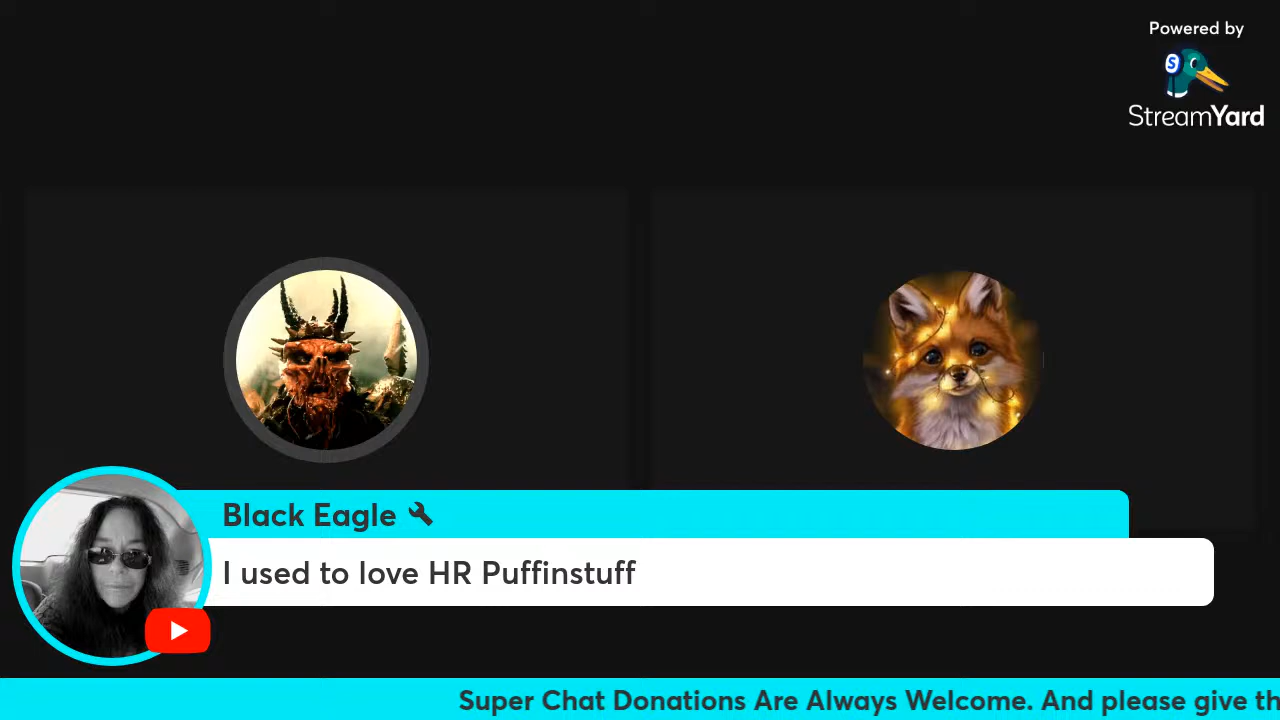 Powered by
S
StreamYard
Black Eagle
I used to love HR Puffinstuff
Super Chat Donations Are Always Welcome. And please give th